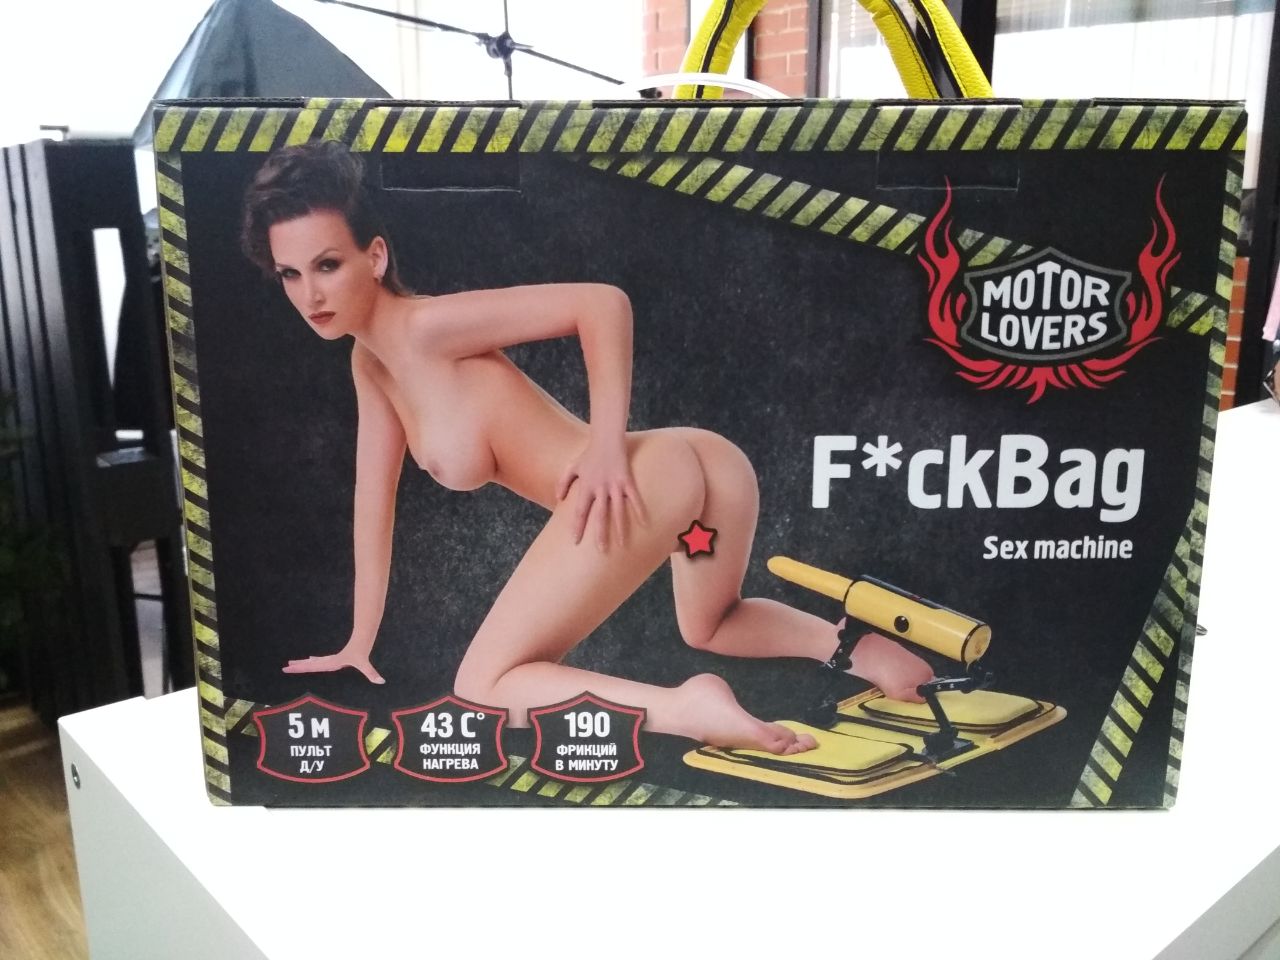 MOTOR
LOVERS
F*ckBag
Sex machine
5 М
ПУЛЬТ
Д/У
43 C°
ФУНКЦИЯ
НАГРЕВА
190
ФРИКЦИЙ
В МИНУТУ